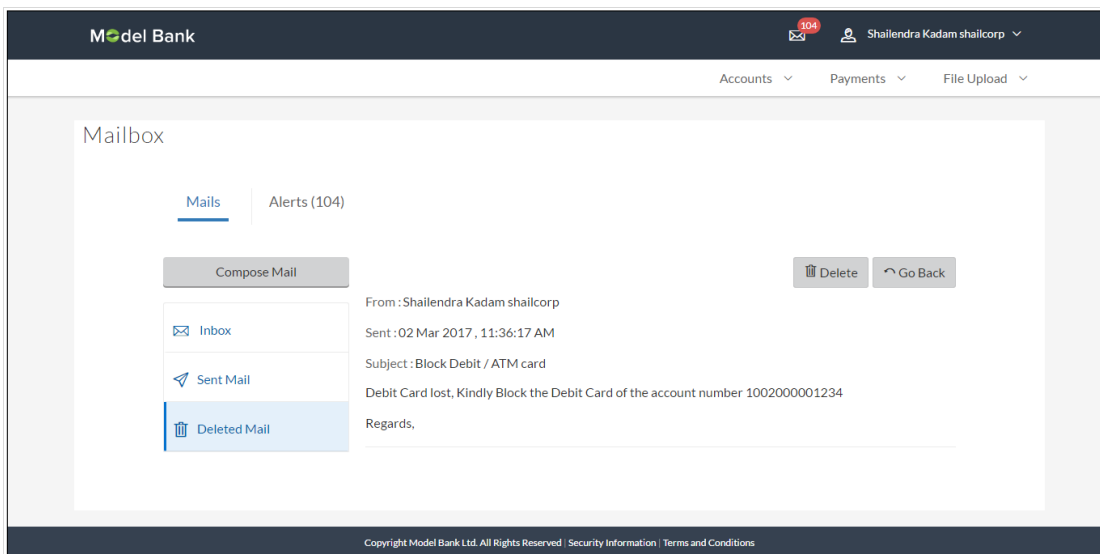 Model Bank
104
Shailendra Kadam shailcorp
Accounts
Payments
File Upload
Mailbox
Mails
Alerts (104)
Compose Mail
Delete
Go Back
Inbox
Sent Mail
Deleted Mail
From : Shailendra Kadam shailcorp
Sent : 02 Mar 2017 , 11:36:17 AM
Subject : Block Debit / ATM card
Debit Card lost, Kindly Block the Debit Card of the account number 1002000001234
Regards,
Copyright Model Bank Ltd. All Rights Reserved | Security Information | Terms and Conditions